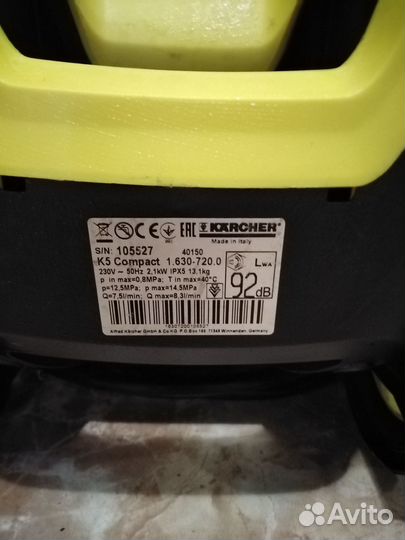 CE EAC KÄRCHER
Made in Italy
S/N: 105527 40150
K5 Compact 1.630-720.0
230V ~ 50Hz 2,1kW IPX5 13,1kg
p in max=0,8MPa; T in max=40°C
p=12,5MPa; p max=14,5MPa
Q=7,5l/min; Q max=8,3l/min
LWA
92dB
Alfred Kärcher GmbH & Co KG. P.O.Box 160 71349 Winnenden, Germany
Avito